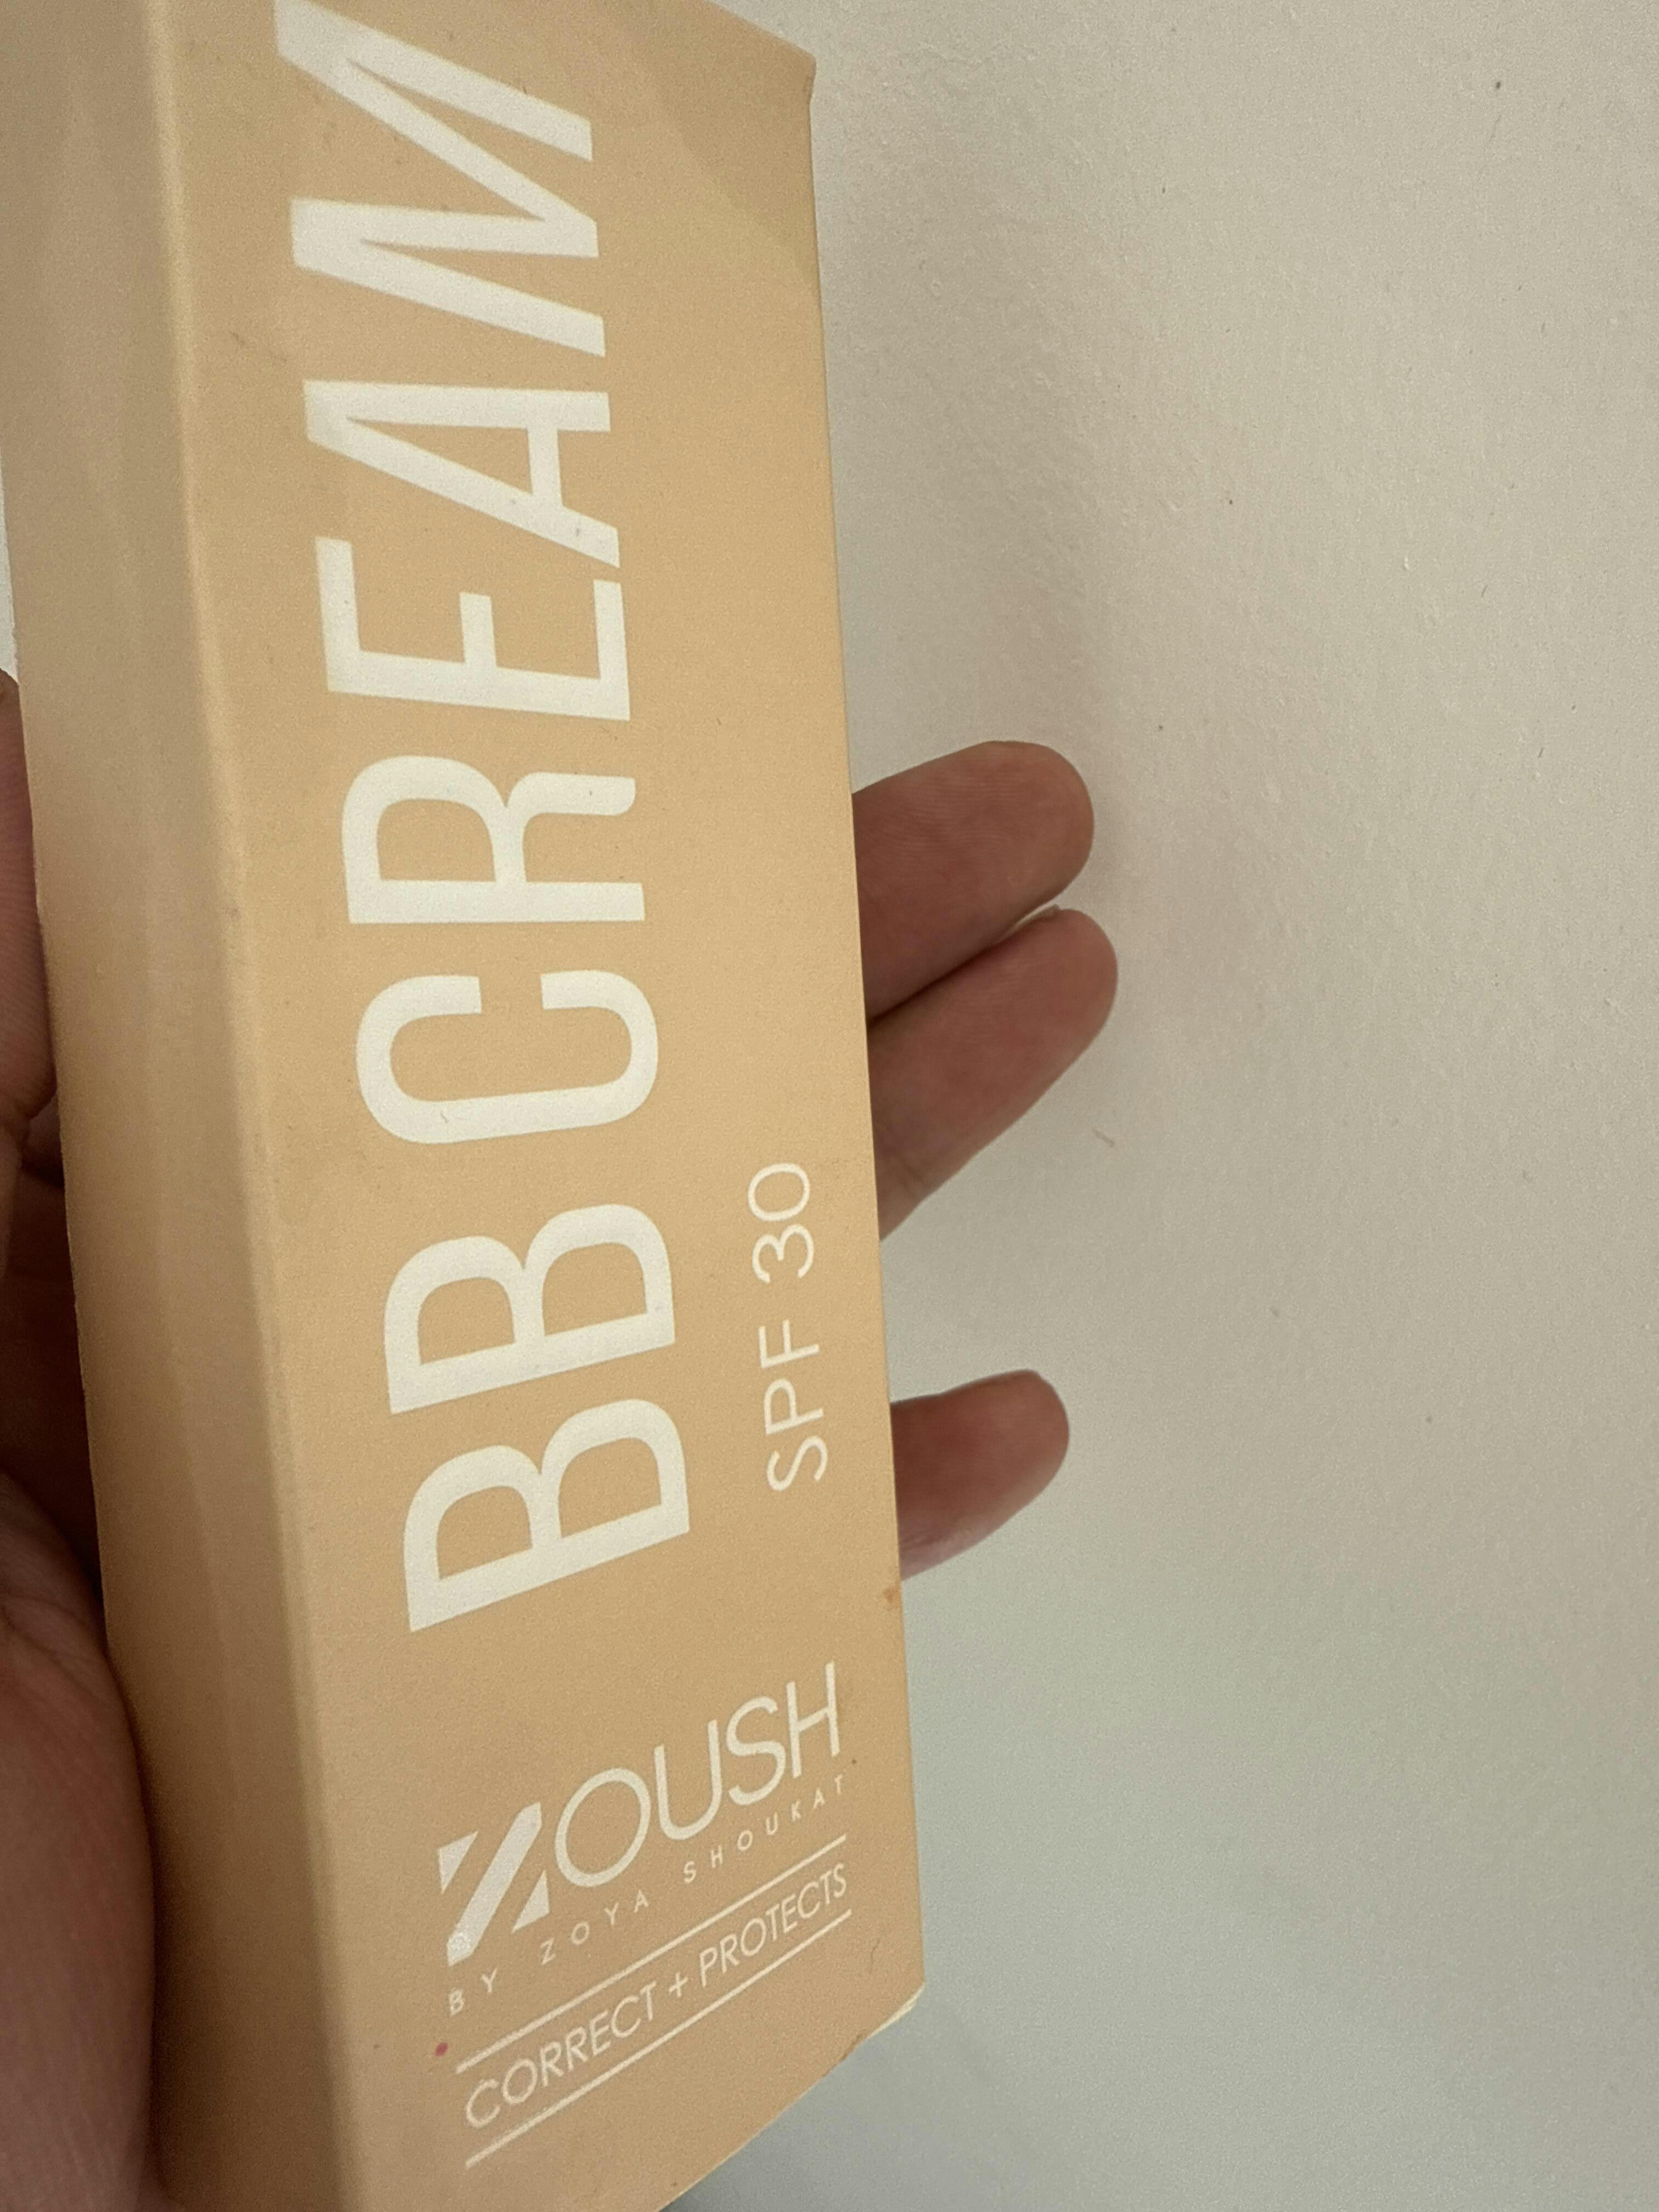 BB CREAM
SPF 30
ZOUSH
BY ZOYA SHOUKAT
CORRECT + PROTECTS